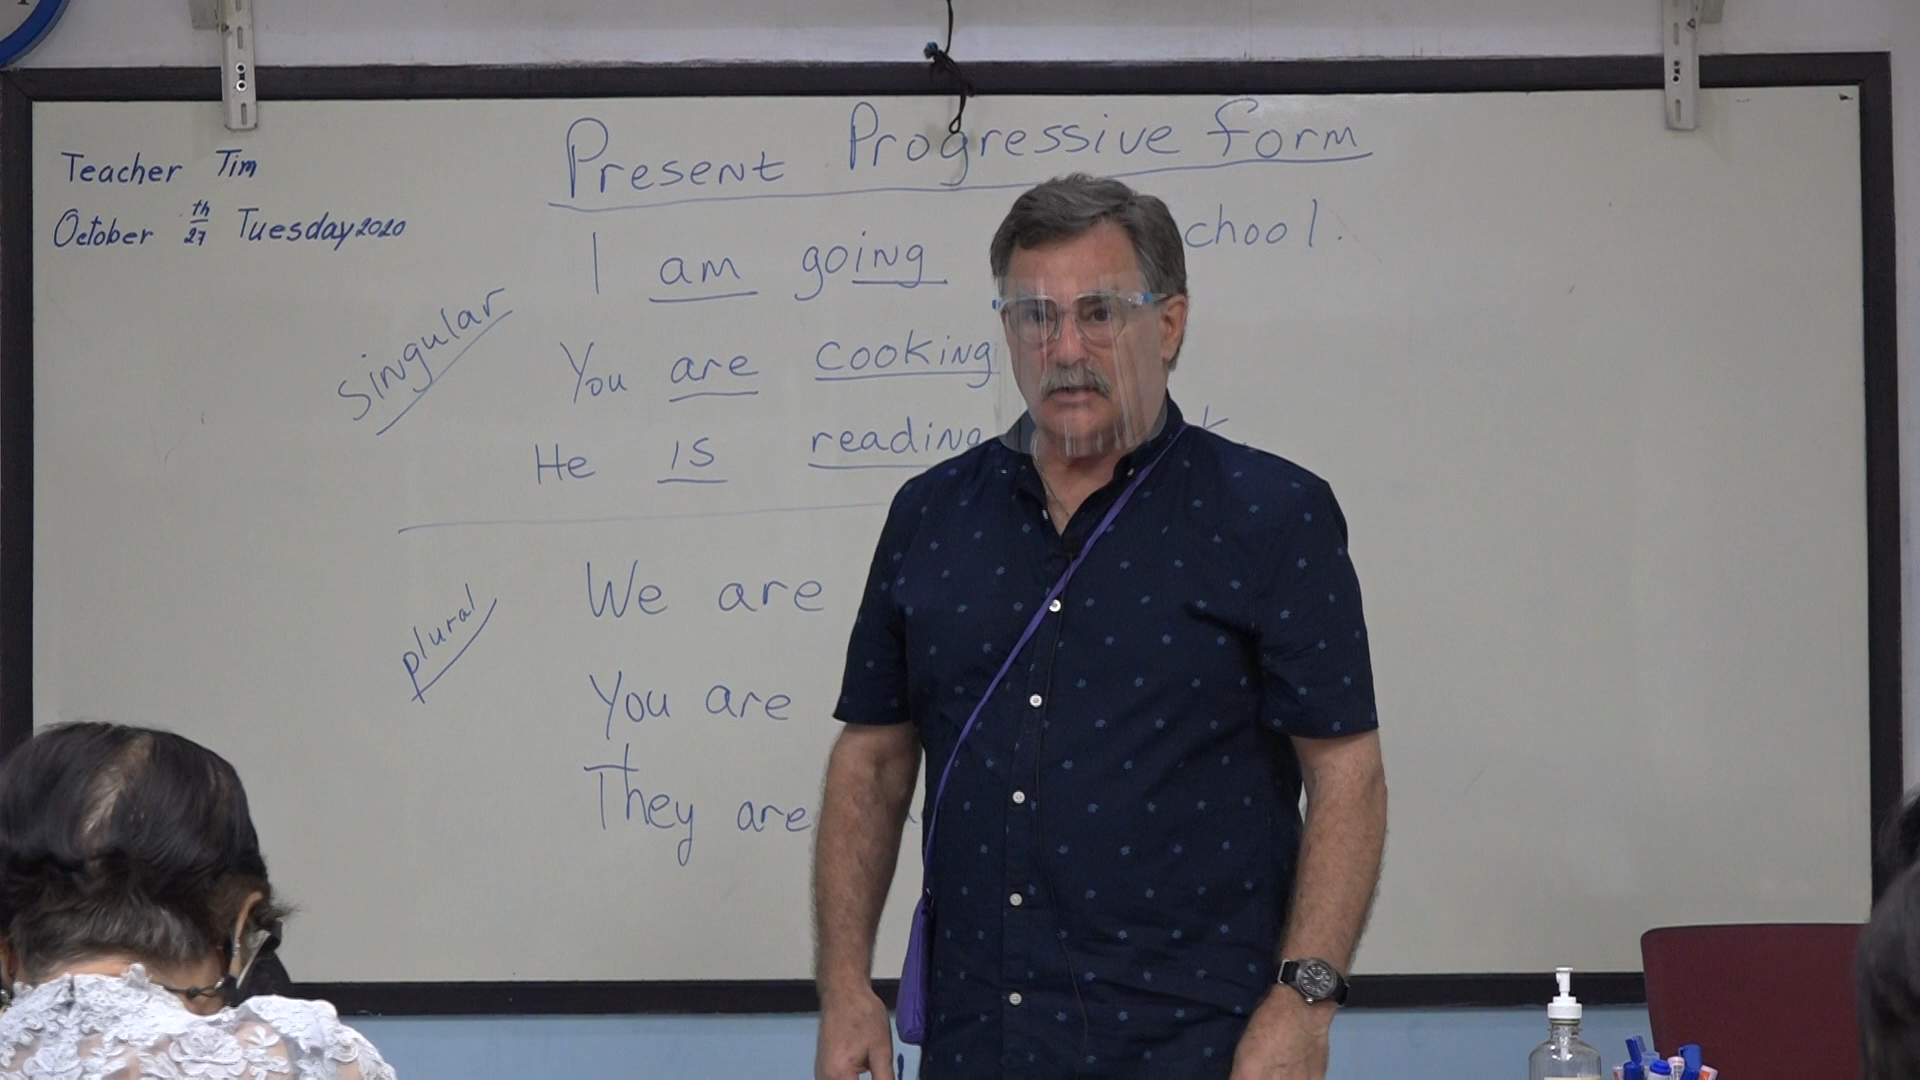 Teacher Tim
October 27th Tuesday 2020
Present Progressive form
singular
I am going school.
You are cooking
He is reading
plural
We are
You are
They are